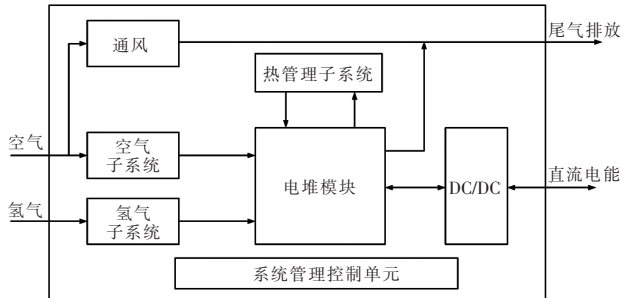 尾气排放
通风
热管理子系统
空气
空气
子系统
电堆模块
DC/DC
直流电能
氢气
氢气
子系统
系统管理控制单元